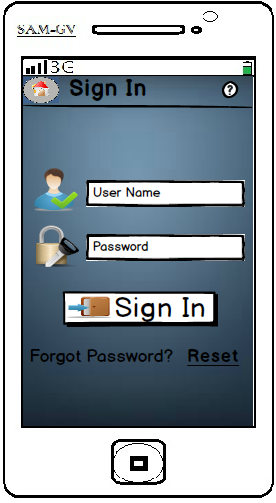 SAM-GV
3G
Sign In ?
User Name
Password
Sign In
Forgot Password? Reset